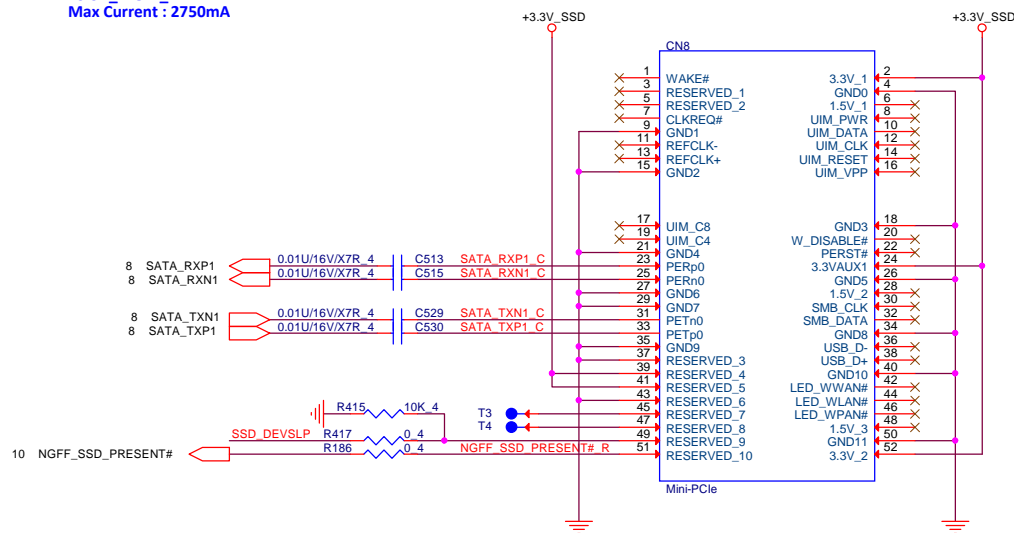 Max Current : 2750mA
+3.3V_SSD
+3.3V_SSD
CN8
1 WAKE# 3.3V_1 2
3 RESERVED_1 GND0 4
5 RESERVED_2 1.5V_1 6
7 CLKREQ# UIM_PWR 8
9 GND1 UIM_DATA 10
11 REFCLK- UIM_CLK 12
13 REFCLK+ UIM_RESET 14
15 GND2 UIM_VPP 16
17 UIM_C8 GND3 18
19 UIM_C4 W_DISABLE# 20
21 GND4 PERST# 22
8 SATA_RXP1 0.01U/16V/X7R_4 C513 SATA_RXP1_C 23 PERp0 3.3VAUX1 24
8 SATA_RXN1 0.01U/16V/X7R_4 C515 SATA_RXN1_C 25 PERn0 GND5 26
27 GND6 1.5V_2 28
29 GND7 SMB_CLK 30
8 SATA_TXN1 0.01U/16V/X7R_4 C529 SATA_TXN1_C 31 PETn0 SMB_DATA 32
8 SATA_TXP1 0.01U/16V/X7R_4 C530 SATA_TXP1_C 33 PETp0 GND8 34
35 GND9 USB_D- 36
37 RESERVED_3 USB_D+ 38
39 RESERVED_4 GND10 40
41 RESERVED_5 LED_WWAN# 42
43 RESERVED_6 LED_WLAN# 44
R415 10K_4 T3 45 RESERVED_7 LED_WPAN# 46
T4 47 RESERVED_8 1.5V_3 48
SSD_DEVSLP R417 0_4 49 RESERVED_9 GND11 50
10 NGFF_SSD_PRESENT# R186 0_4 NGFF_SSD_PRESENT#_R 51 RESERVED_10 3.3V_2 52
Mini-PCIe